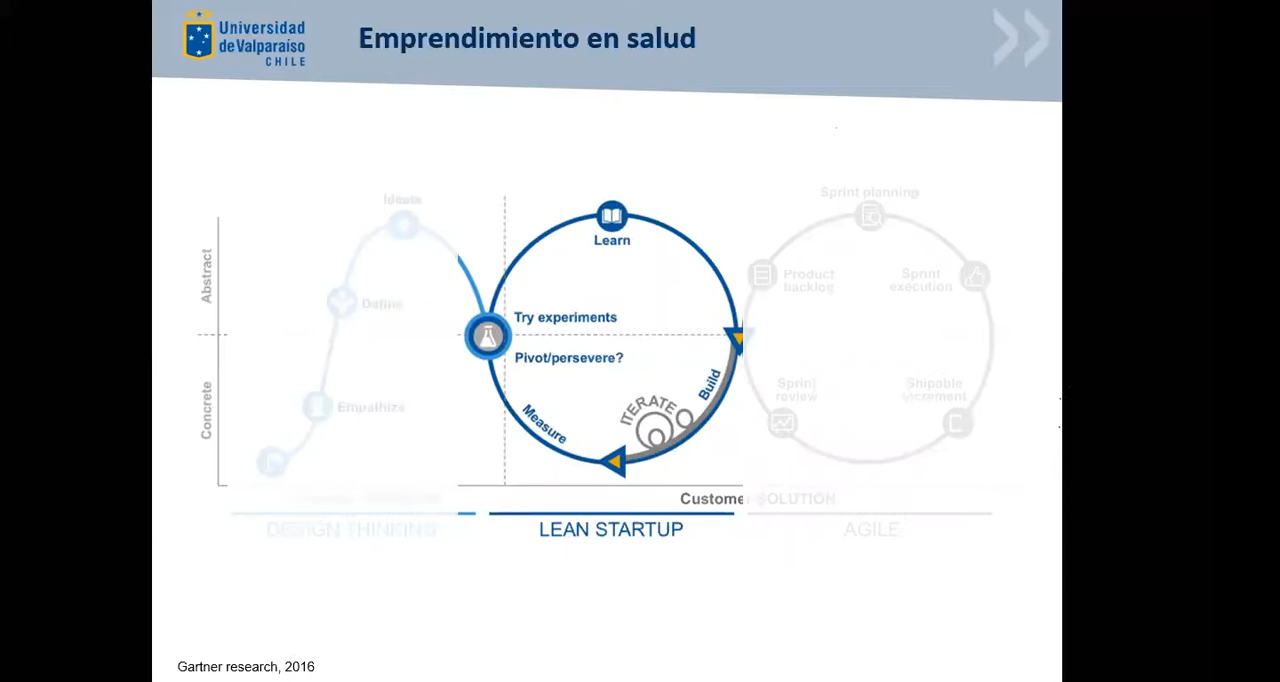 Universidad
de Valparaíso
CHILE
Emprendimiento en salud
Abstract
Concrete
Ideate
Define
Empathize
Learn
Try experiments
Pivot/persevere?
Measure
ITERATE
Build
Sprint planning
Product
backlog
Sprint
execution
Sprint
review
Shipable
increment
Custome
SOLUTION
DESIGN THINKING
LEAN STARTUP
AGILE
Gartner research, 2016